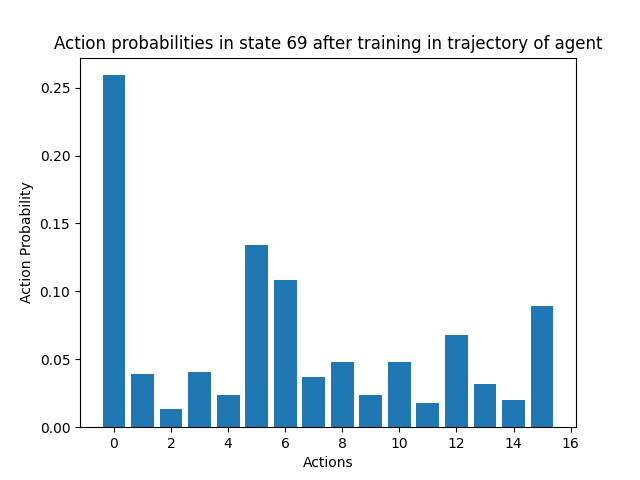 Action probabilities in state 69 after training in trajectory of agent
0.25
0.20
0.15
0.10
0.05
0.00
Action Probability
0 2 4 6 8 10 12 14 16
Actions